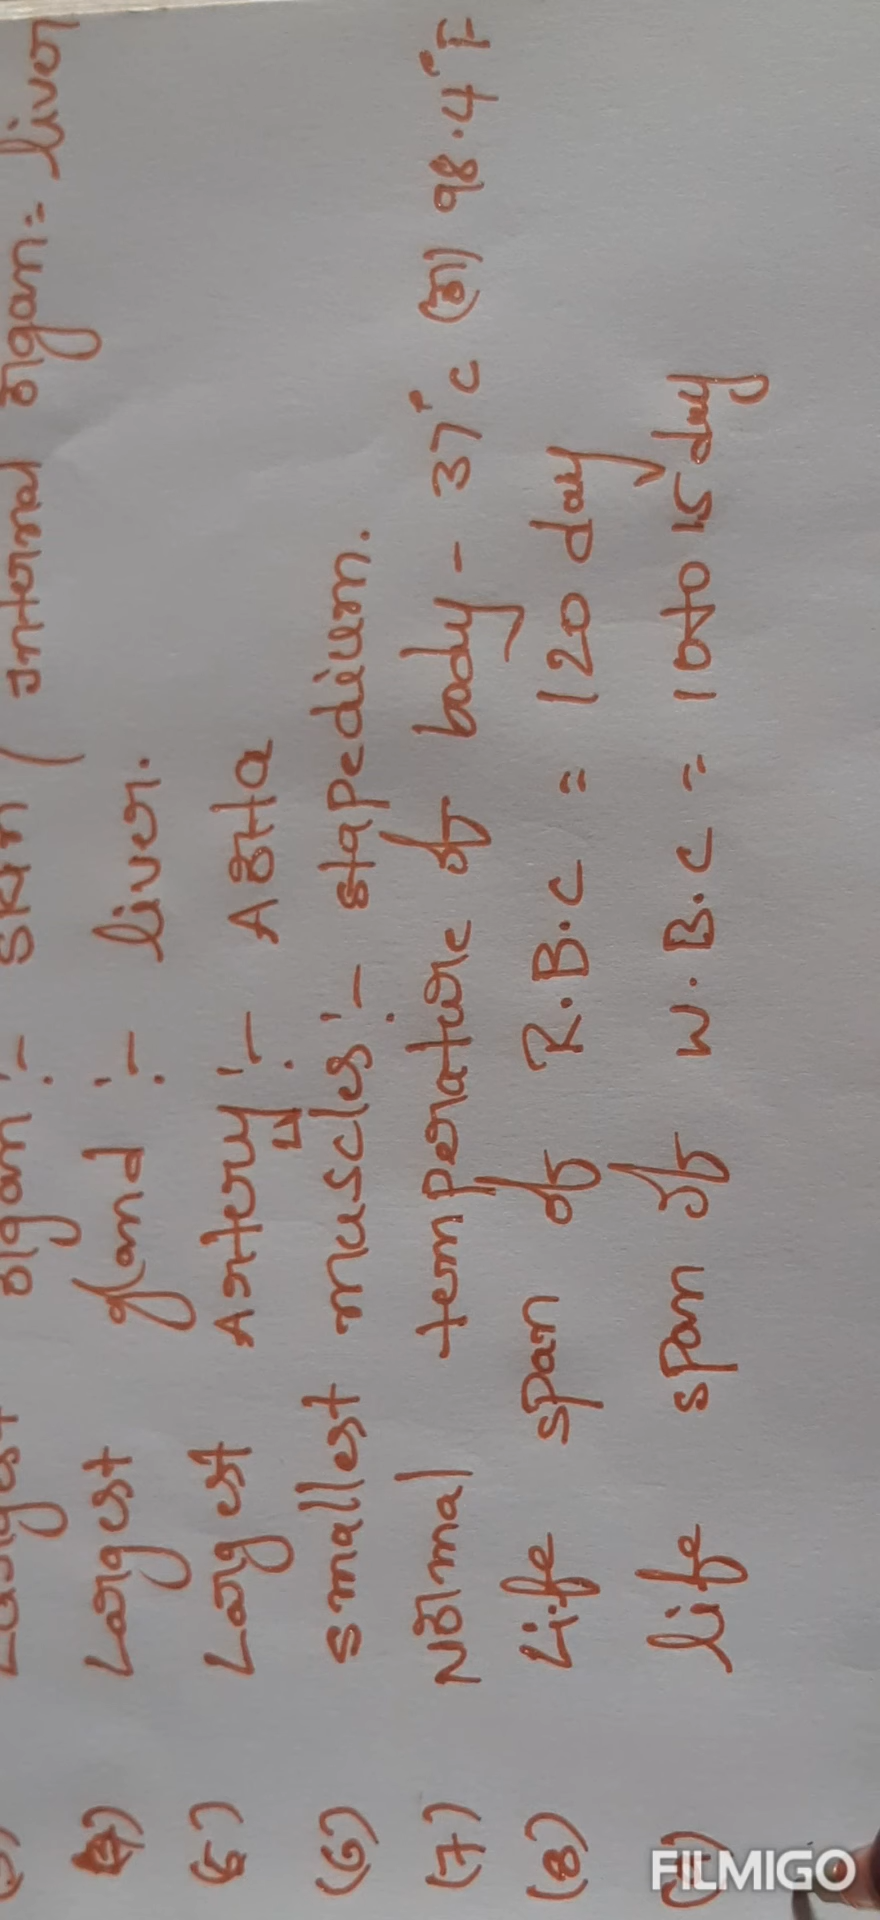 Largest organ :- skin / Internal organ = liver
(4) Largest gland :- liver.
(5) Largest Artery :- Aorta
(6) smallest muscles :- stapedium.
(7) Normal temperature of body - 37°c (or) 98.4°F
(8) Life span of R.B.C = 120 day
life span of W.B.C = 10 to 15 day
FILMIGO